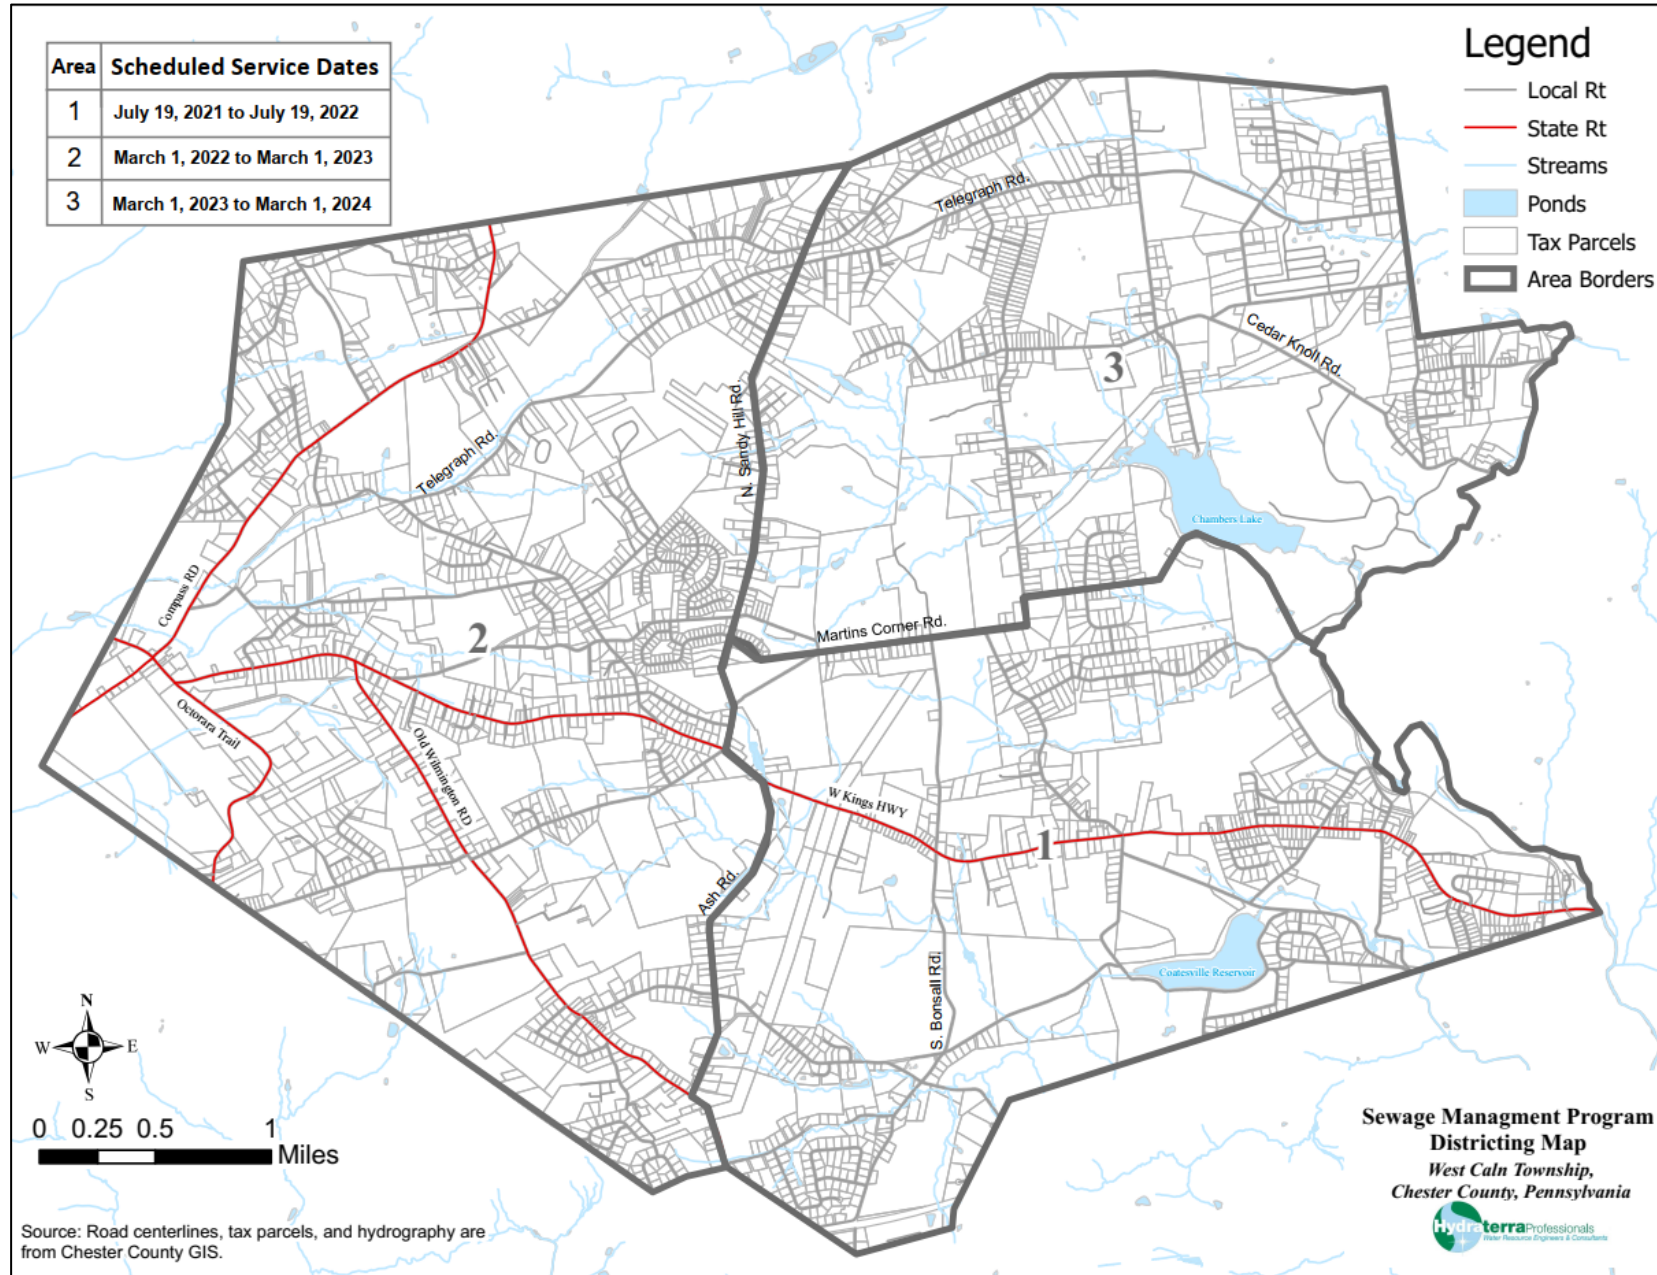 Area Scheduled Service Dates
1 July 19, 2021 to July 19, 2022
2 March 1, 2022 to March 1, 2023
3 March 1, 2023 to March 1, 2024
Legend
Local Rt
State Rt
Streams
Ponds
Tax Parcels
Area Borders
Telegraph Rd.
Cedar Knoll Rd.
3
N. Sandy Hill Rd.
Telegraph Rd.
Chambers Lake
Compass RD
2
Martins Corner Rd.
Octorara Trail
Old Wilmington RD
W Kings HWY
1
Ash Rd.
S. Bonsall Rd.
Coatesville Reservoir
N
W E
S
0 0.25 0.5 1
Miles
Sewage Managment Program
Districting Map
West Caln Township,
Chester County, Pennsylvania
Hydraterra Professionals
Water Resource Engineers & Consultants
Source: Road centerlines, tax parcels, and hydrography are
from Chester County GIS.